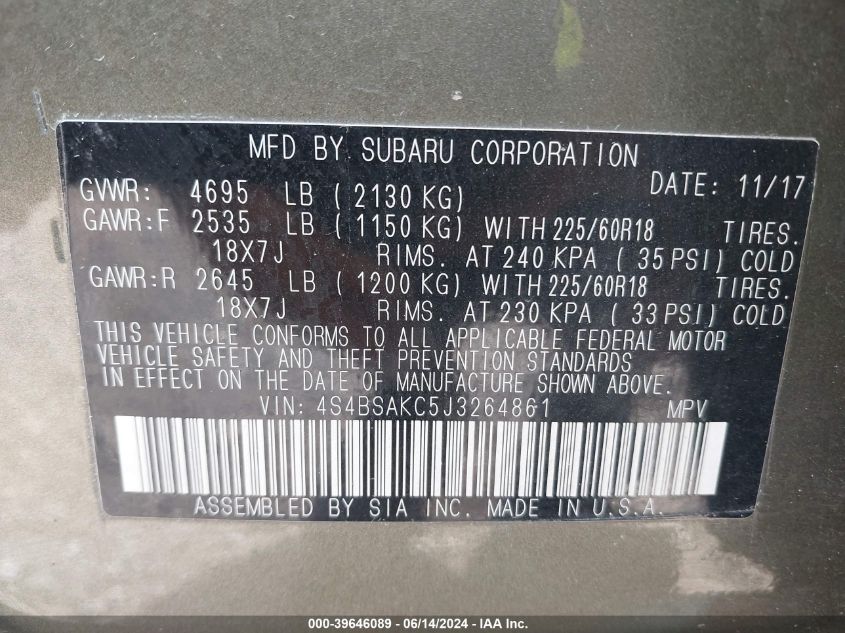 MFD BY SUBARU CORPORATION
DATE: 11/17
GVWR: 4695 LB ( 2130 KG)
GAWR:F 2535 LB ( 1150 KG) WITH 225/60R18 TIRES.
18X7J RIMS. AT 240 KPA ( 35 PSI) COLD
GAWR:R 2645 LB ( 1200 KG) WITH 225/60R18 TIRES.
18X7J RIMS. AT 230 KPA ( 33 PSI) COLD
THIS VEHICLE CONFORMS TO ALL APPLICABLE FEDERAL MOTOR
VEHICLE SAFETY AND THEFT PREVENTION STANDARDS
IN EFFECT ON THE DATE OF MANUFACTURE SHOWN ABOVE.
VIN: 4S4BSAKC5J3264861 MPV
ASSEMBLED BY SIA INC. MADE IN U.S.A.
000-39646089 - 06/14/2024 - IAA Inc.